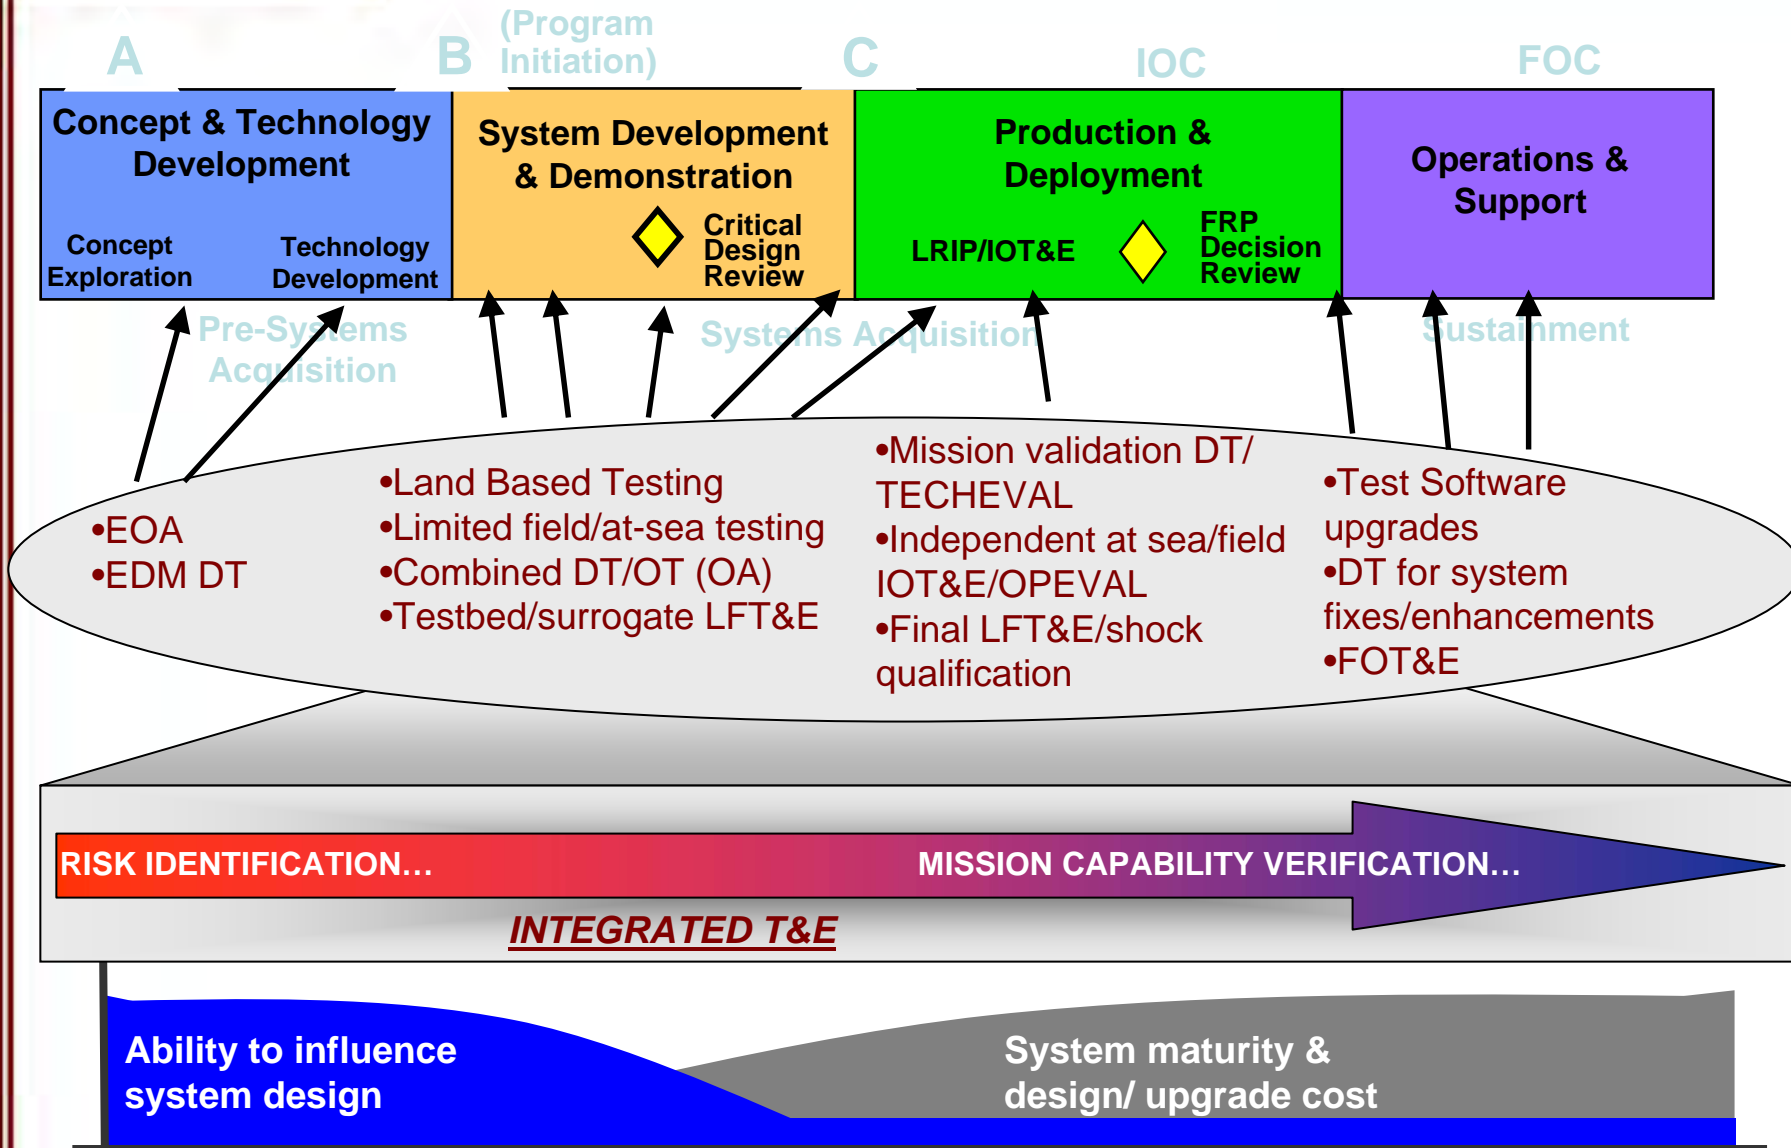 A
B
(Program
Initiation)
C
IOC
FOC
Concept & Technology
Development
Concept
Exploration
Technology
Development
System Development
& Demonstration
Critical
Design
Review
Production &
Deployment
LRIP/IOT&E
FRP
Decision
Review
Operations &
Support
Pre-Systems
Acquisition
Systems Acquisition
Sustainment
•EOA
•EDM DT
•Land Based Testing
•Limited field/at-sea testing
•Combined DT/OT (OA)
•Testbed/surrogate LFT&E
•Mission validation DT/
TECHEVAL
•Independent at sea/field
IOT&E/OPEVAL
•Final LFT&E/shock
qualification
•Test Software
upgrades
•DT for system
fixes/enhancements
•FOT&E
RISK IDENTIFICATION…
MISSION CAPABILITY VERIFICATION…
INTEGRATED T&E
Ability to influence
system design
System maturity &
design/ upgrade cost